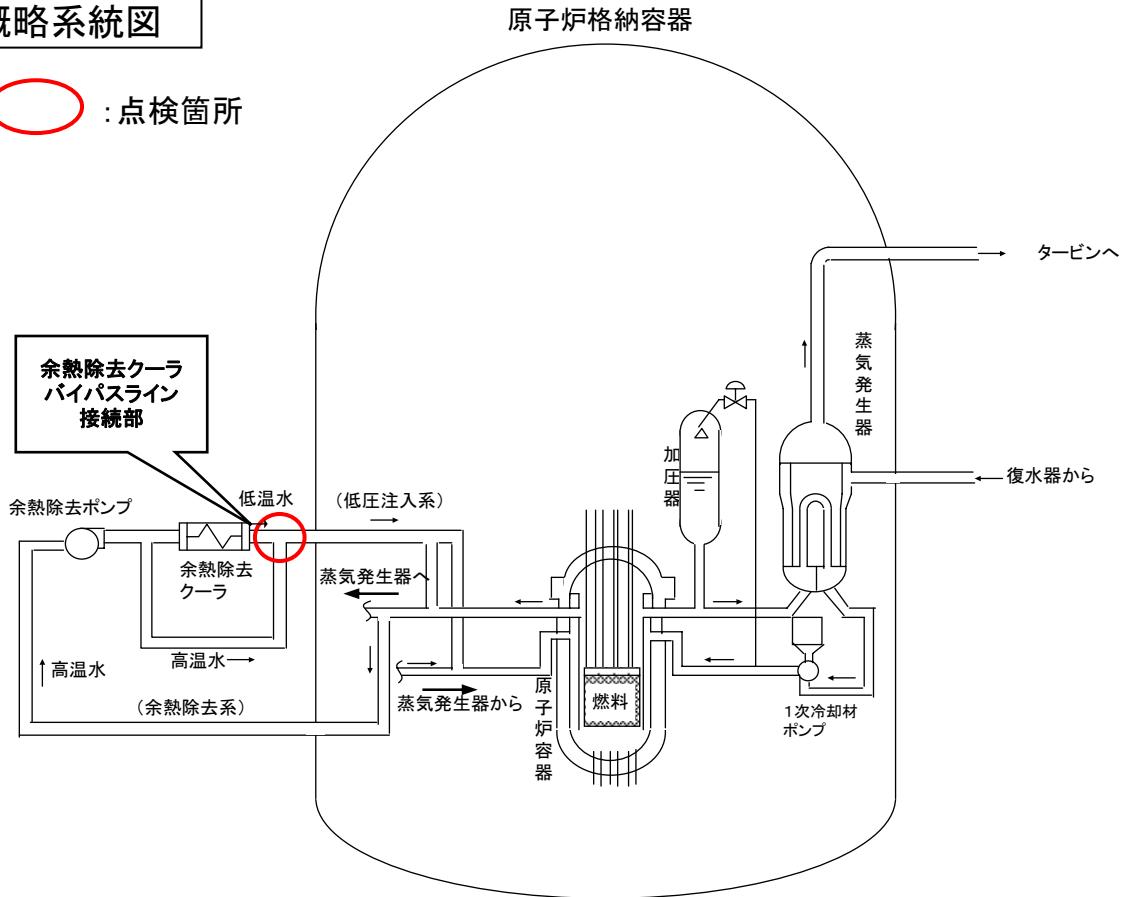 概略系統図
原子炉格納容器
：点検箇所
タービンへ
蒸気発生器
余熱除去クーラ
バイパスライン
接続部
加圧器
復水器から
余熱除去ポンプ
低温水
（低圧注入系）
余熱除去
クーラ
蒸気発生器へ
高温水
高温水
蒸気発生器から
原子炉容器
燃料
（余熱除去系）
１次冷却材
ポンプ